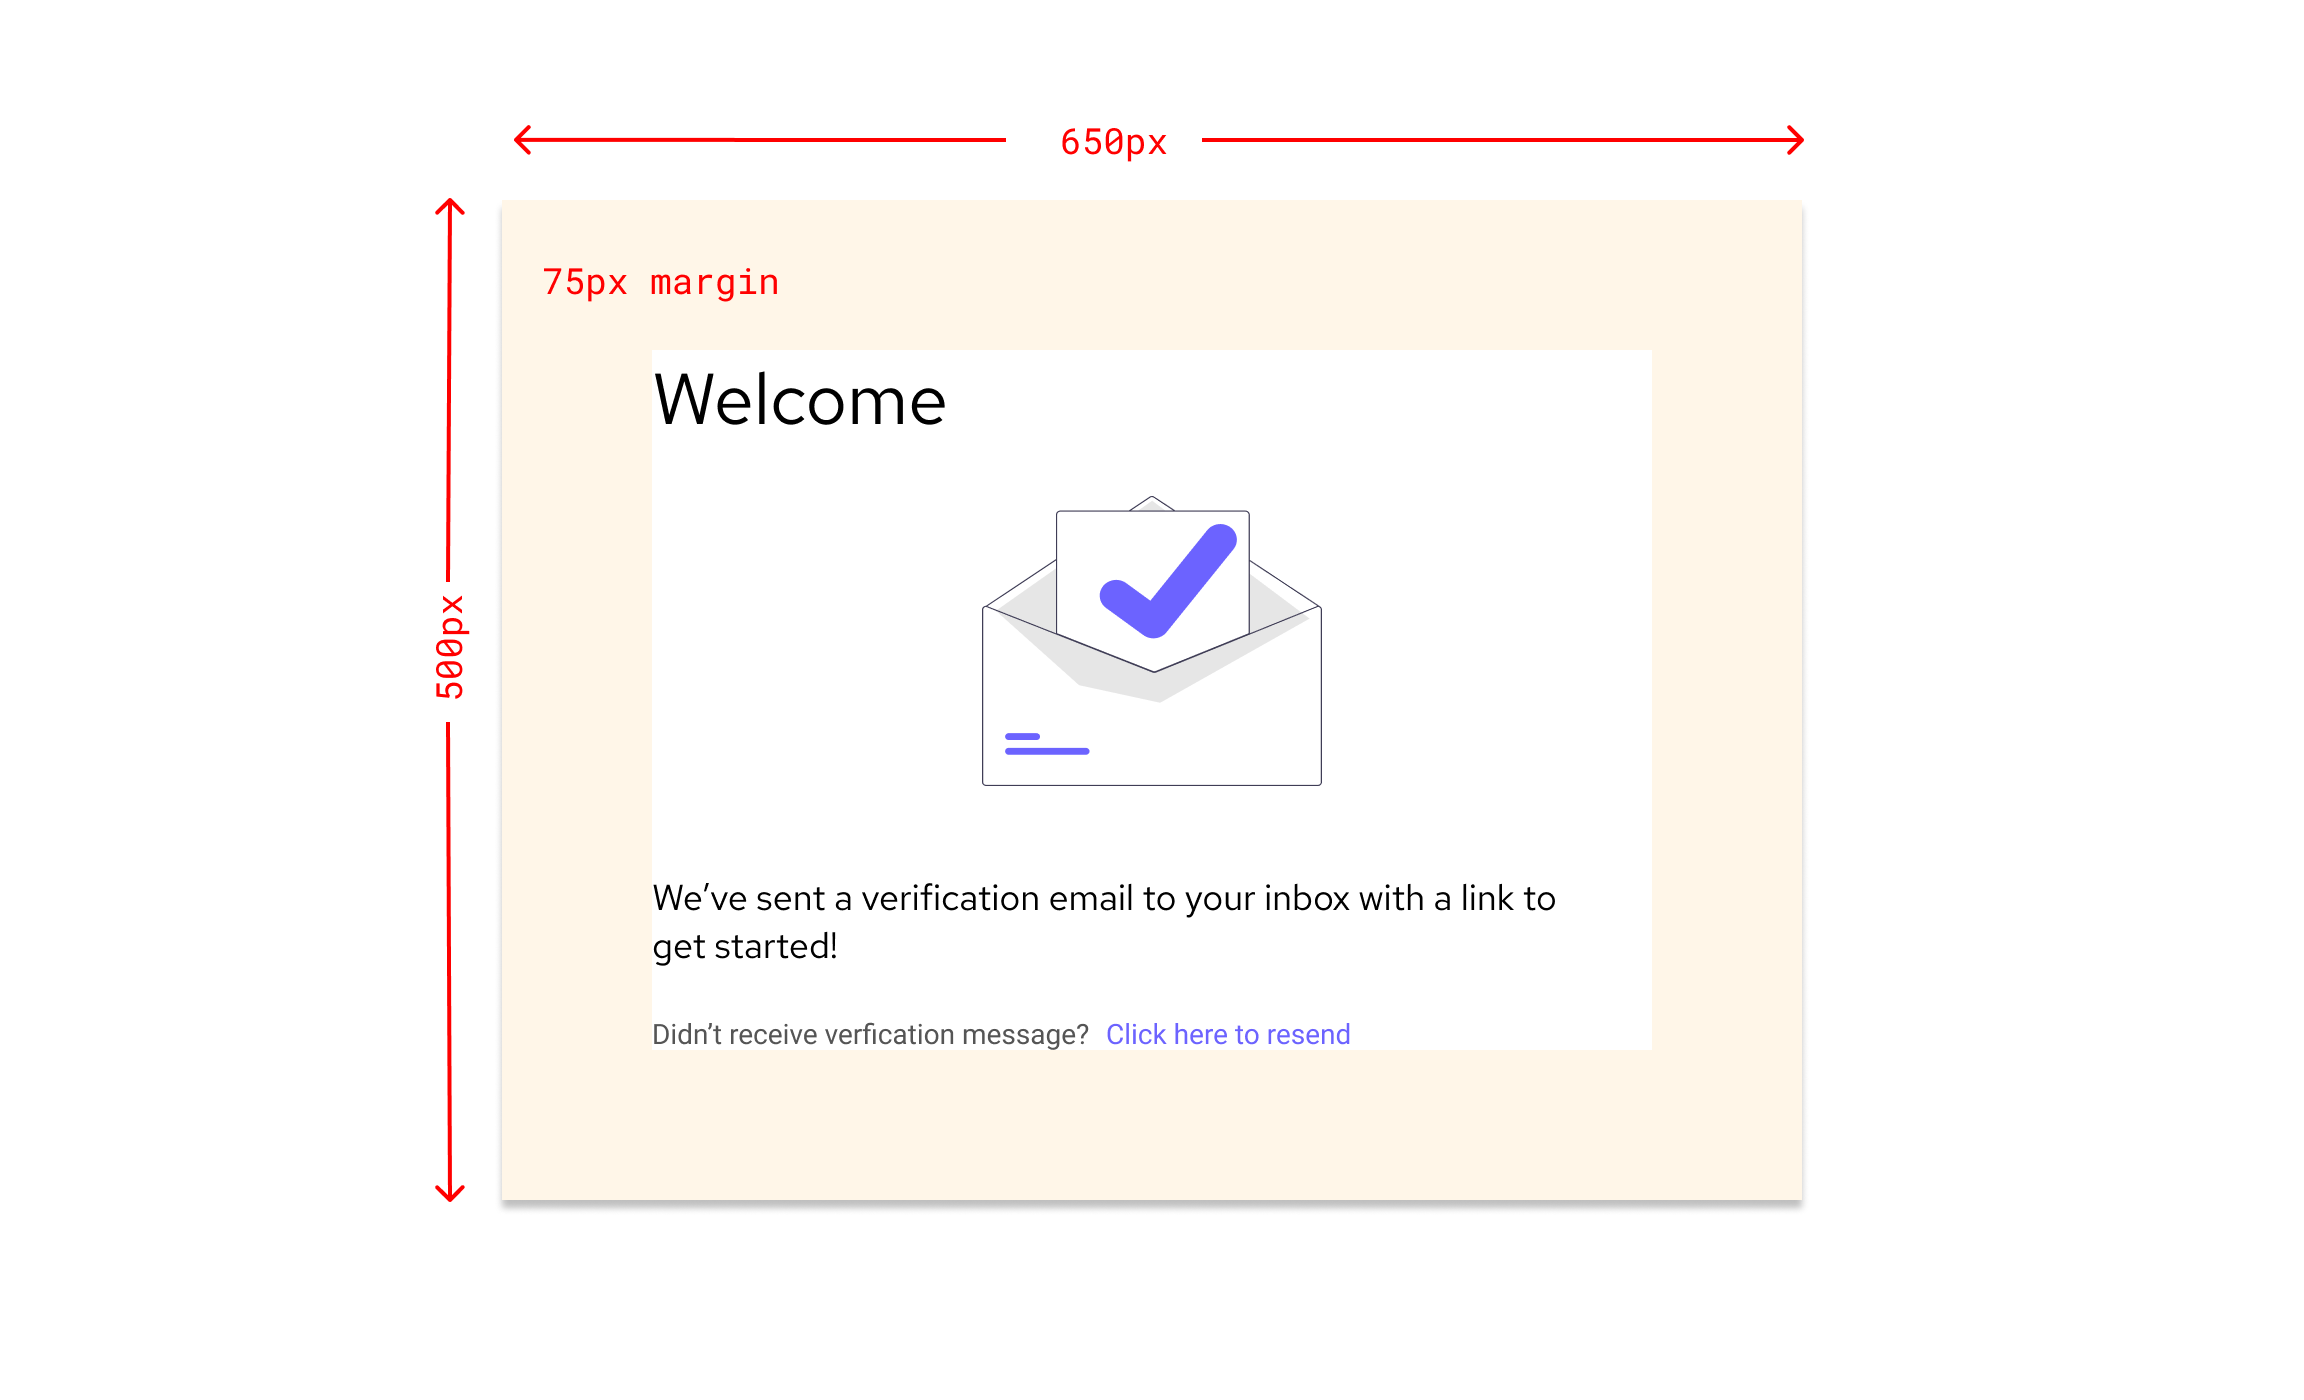 650px
500px
75px margin
Welcome
We’ve sent a verification email to your inbox with a link to
get started!
Didn’t receive verfication message? Click here to resend